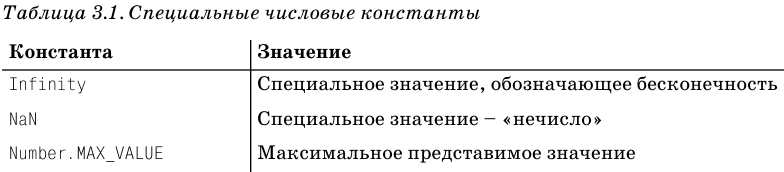 Таблица 3.1. Специальные числовые константы
Константа Значение
Infinity Специальное значение, обозначающее бесконечность
NaN Специальное значение – «нечисло»
Number.MAX_VALUE Максимальное представимое значение